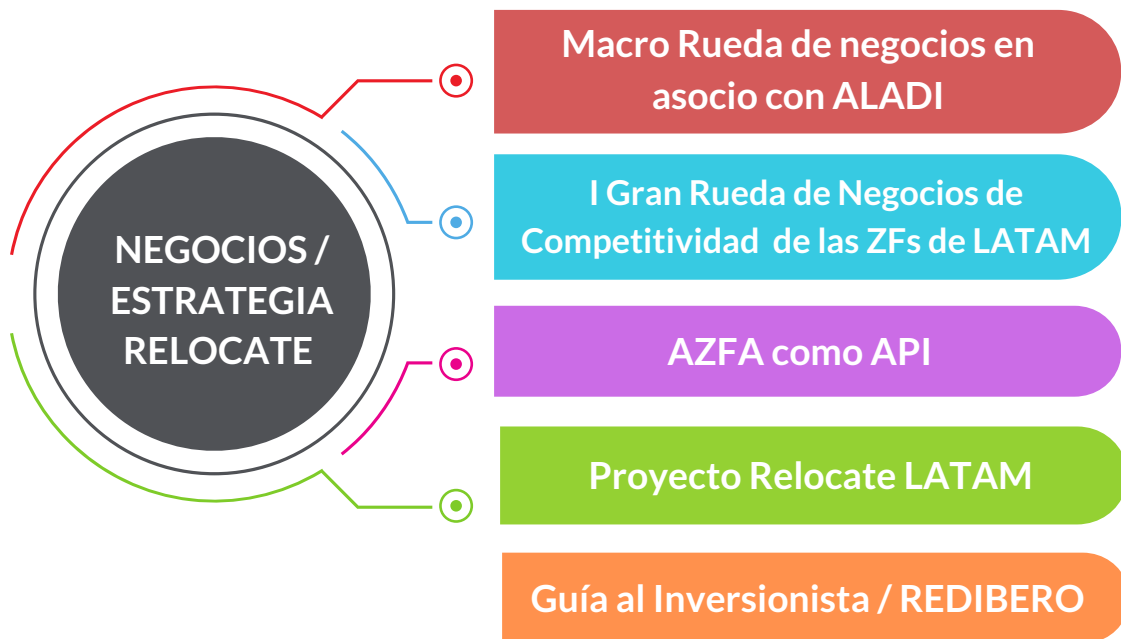 NEGOCIOS /
ESTRATEGIA
RELOCATE
Macro Rueda de negocios en
asocio con ALADI
I Gran Rueda de Negocios de
Competitividad de las ZFs de LATAM
AZFA como API
Proyecto Relocate LATAM
Guía al Inversionista / REDIBERO